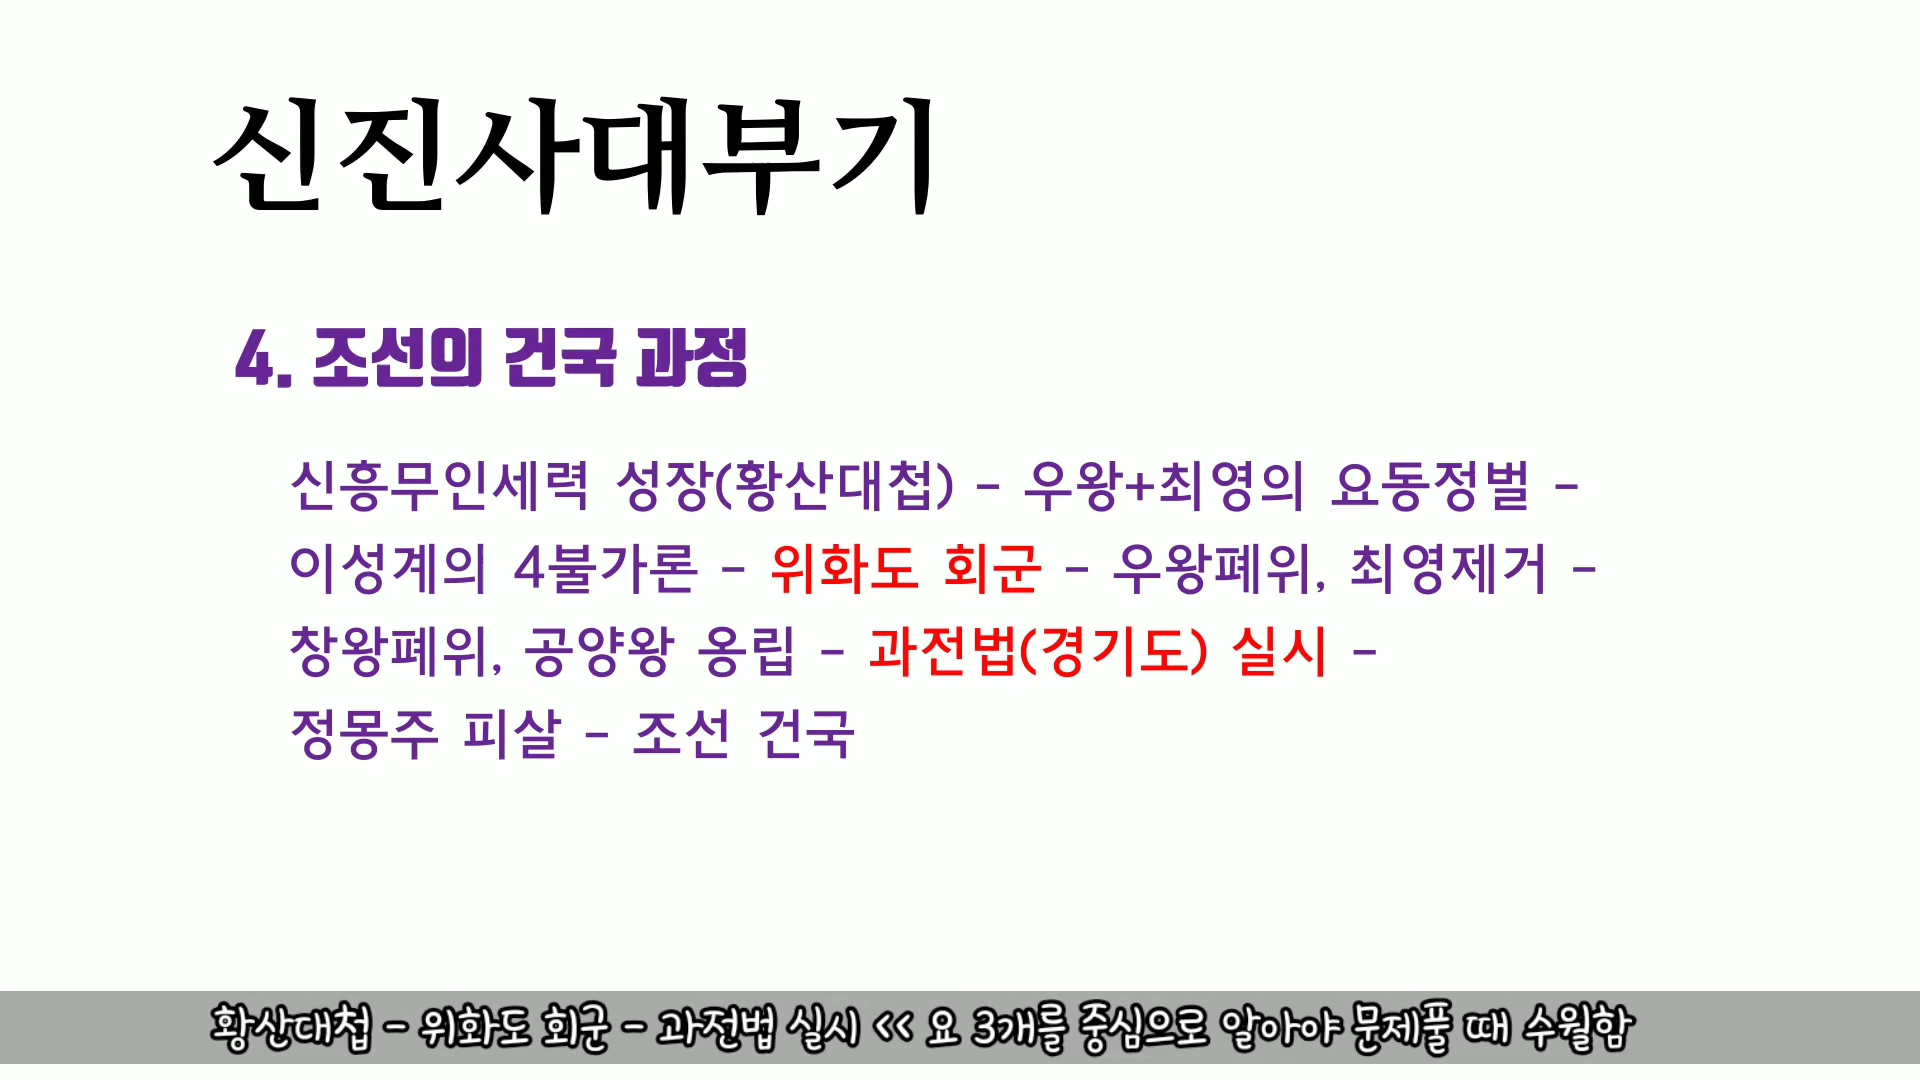 신진사대부기
4. 조선의 건국 과정
신흥무인세력 성장(황산대첩) - 우왕+최영의 요동정벌 -
이성계의 4불가론 - 위화도 회군 - 우왕폐위, 최영제거 -
창왕폐위, 공양왕 옹립 - 과전법(경기도) 실시 -
정몽주 피살 - 조선 건국
황산대첩 - 위화도 회군 - 과전법 실시 << 요 3개를 중심으로 알아야 문제풀 때 수월함